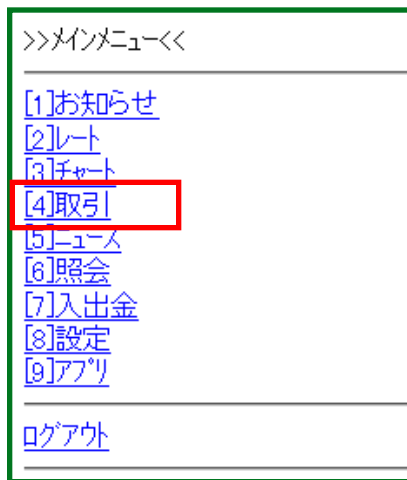 >>メインメニュー<<
[1]お知らせ
[2]レート
[3]チャート
[4]取引
[5]ニュース
[6]照会
[7]入出金
[8]設定
[9]アプリ
ログアウト